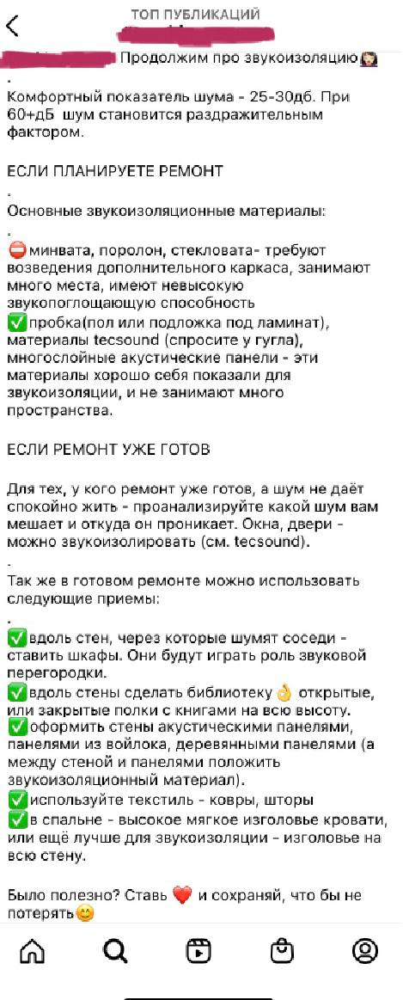 ТОП ПУБЛИКАЦИЙ
Продолжим про звукоизоляцию🙍🏻‍♀️
.
Комфортный показатель шума - 25-30дб. При
60+дБ шум становится раздражительным
фактором.
ЕСЛИ ПЛАНИРУЕТЕ РЕМОНТ
.
Основные звукоизоляционные материалы:
.
⛔минвата, поролон, стекловата- требуют
возведения дополнительного каркаса, занимают
много места, имеют невысокую
звукопоглощающую способность
✅пробка(пол или подложка под ламинат),
материалы tecsound (спросите у гугла),
многослойные акустические панели - эти
материалы хорошо себя показали для
звукоизоляции, и не занимают много
пространства.
ЕСЛИ РЕМОНТ УЖЕ ГОТОВ
Для тех, у кого ремонт уже готов, а шум не даёт
спокойно жить - проанализируйте какой шум вам
мешает и откуда он проникает. Окна, двери -
можно звукоизолировать (см. tecsound).
.
Так же в готовом ремонте можно использовать
следующие приемы:
.
✅вдоль стен, через которые шумят соседи -
ставить шкафы. Они будут играть роль звуковой
перегородки.
✅вдоль стены сделать библиотеку👌 открытые,
или закрытые полки с книгами на всю высоту.
✅оформить стены акустическими панелями,
панелями из войлока, деревянными панелями (а
между стеной и панелями положить
звукоизоляционный материал).
✅используйте текстиль - ковры, шторы
✅в спальне - высокое мягкое изголовье кровати,
или ещё лучше для звукоизоляции - изголовье на
всю стену.
Было полезно? Ставь ❤️ и сохраняй, что бы не
потерять😊